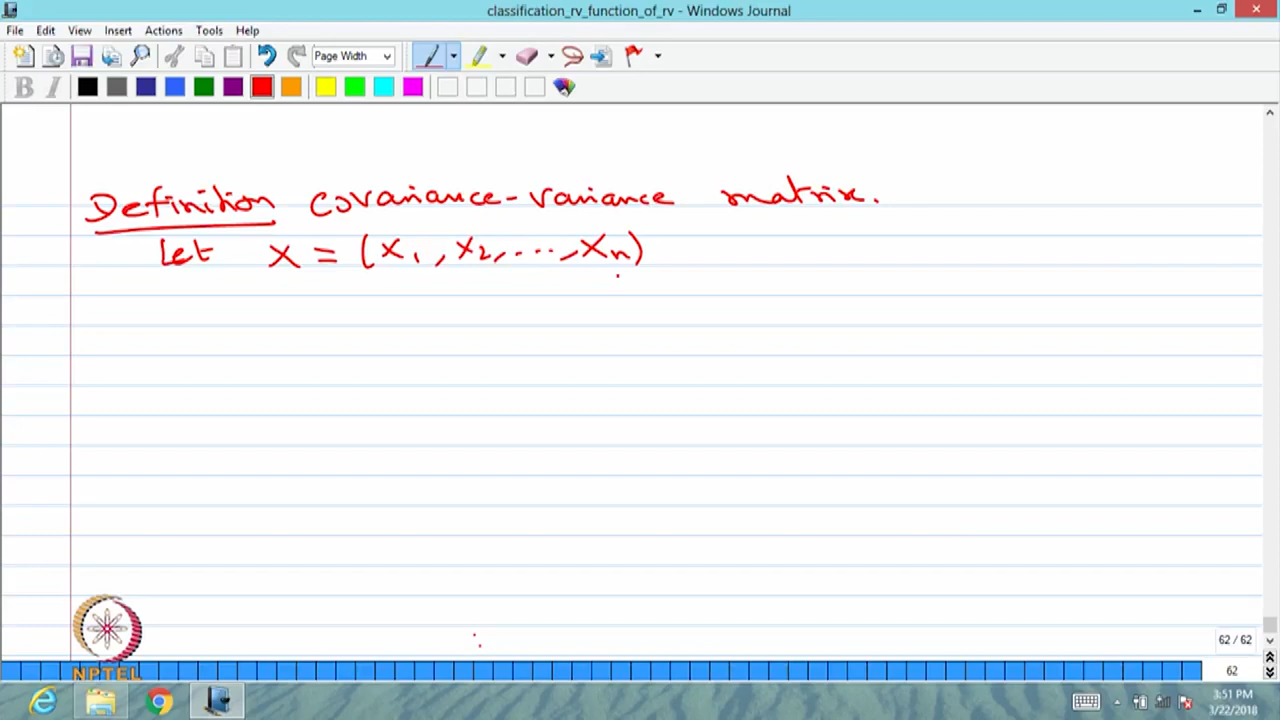 classification_rv_function_of_rv - Windows Journal
File Edit View Insert Actions Tools Help
Page Width
B I
Definition covariance-variance matrix.
Let X = (X1, X2, ..., Xn)
NPTEL
62 / 62
62
3:51 PM
3/22/2018